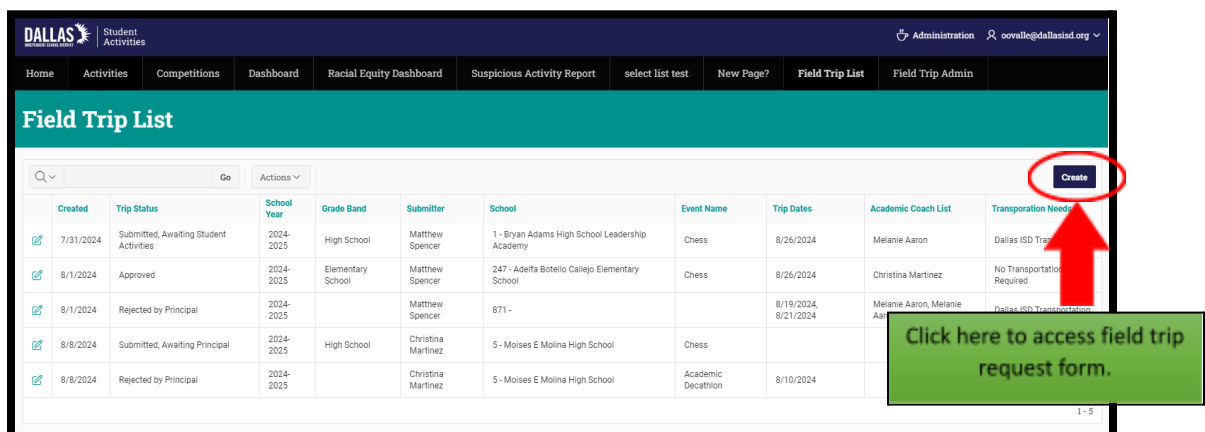 DALLAS Student
INDEPENDENT SCHOOL DISTRICT Activities
Administration oovalle@dallasisd.org
Home Activities Competitions Dashboard Racial Equity Dashboard Suspicious Activity Report select list test New Page? Field Trip List Field Trip Admin
Field Trip List
Go Actions Create
Created Trip Status School Year Grade Band Submitter School Event Name Trip Dates Academic Coach List Transporation Needs
7/31/2024 Submitted, Awaiting Student Activities 2024-2025 High School Matthew Spencer 1 - Bryan Adams High School Leadership Academy Chess 8/26/2024 Melanie Aaron Dallas ISD
8/1/2024 Approved 2024-2025 Elementary School Matthew Spencer 247 - Adelfa Botello Callejo Elementary School Chess 8/26/2024 Christina Martinez No Transportation Required
8/1/2024 Rejected by Principal 2024-2025 Matthew Spencer 871 - 8/19/2024, 8/21/2024 Melanie Aaron, Melanie Dallas ISD Transportation
8/8/2024 Submitted, Awaiting Principal 2024-2025 High School Christina Martinez 5 - Moises E Molina High School Chess
8/8/2024 Rejected by Principal 2024-2025 Christina Martinez 5 - Moises E Molina High School Academic Decathlon 8/10/2024
Click here to access field trip
request form.
1 - 5